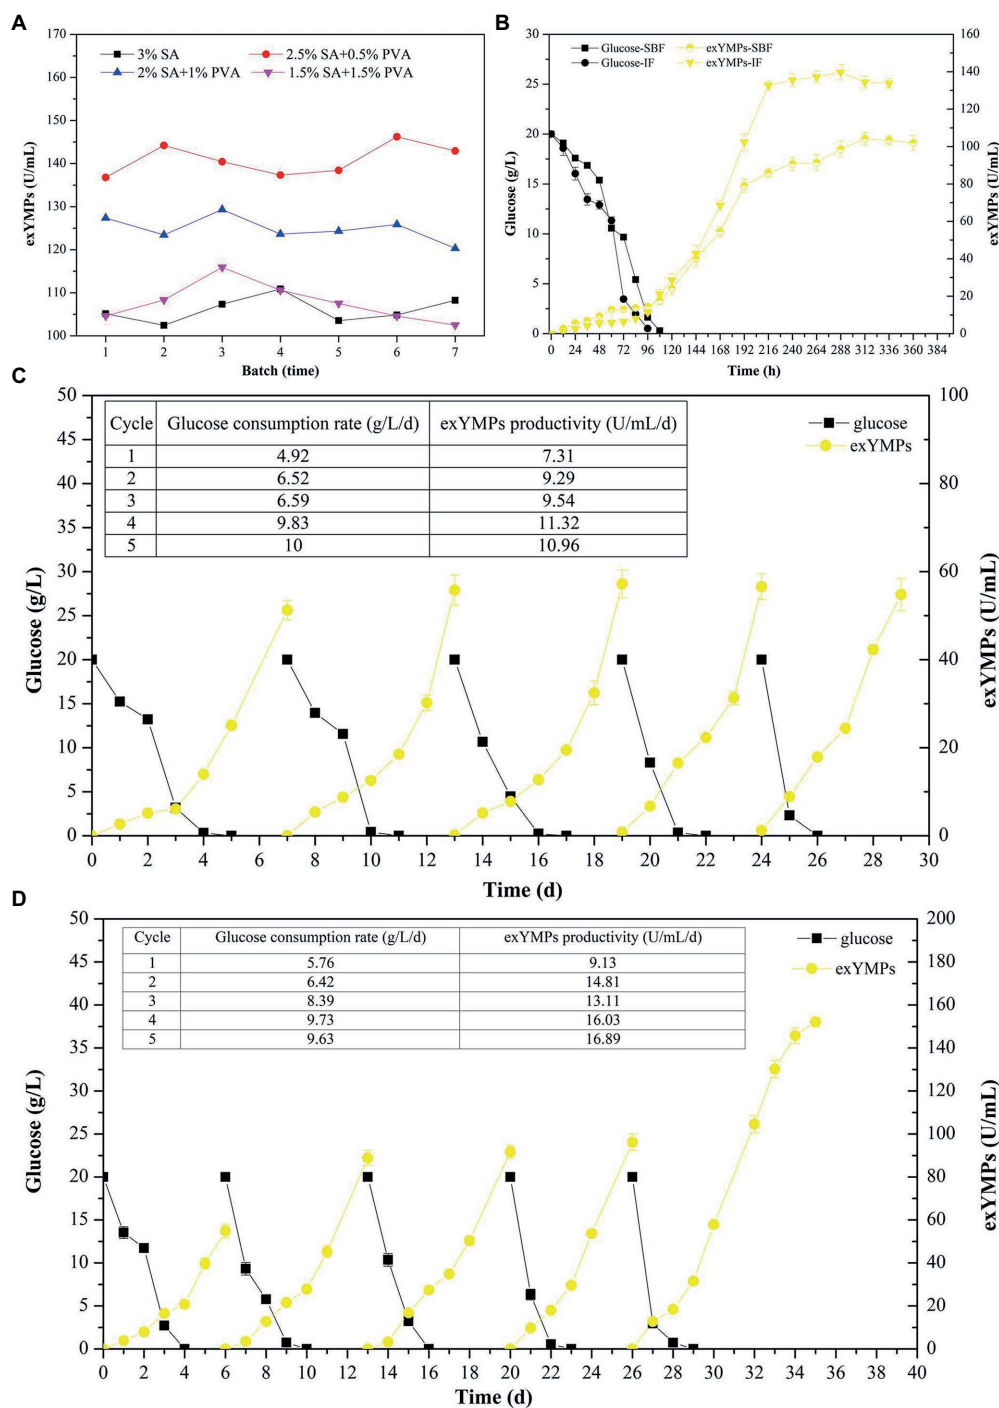 A
170
160
150
140
130
120
110
100
exYMPs (U/mL)
3% SA
2.5% SA+0.5% PVA
2% SA+1% PVA
1.5% SA+1.5% PVA
1 2 3 4 5 6 7
Batch (time)
B
30
25
20
15
10
5
0
Glucose (g/L)
Glucose-SBF
exYMPs-SBF
Glucose-IF
exYMPs-IF
160
140
120
100
80
60
40
20
0
exYMPs (U/mL)
0 24 48 72 96 120 144 168 192 216 240 264 288 312 336 360 384
Time (h)
C
50
45
40
35
30
25
20
15
10
5
0
Glucose (g/L)
Cycle Glucose consumption rate (g/L/d) exYMPs productivity (U/mL/d)
1 4.92 7.31
2 6.52 9.29
3 6.59 9.54
4 9.83 11.32
5 10 10.96
glucose
exYMPs
100
80
60
40
20
0
exYMPs (U/mL)
0 2 4 6 8 10 12 14 16 18 20 22 24 26 28 30
Time (d)
D
50
45
40
35
30
25
20
15
10
5
0
Glucose (g/L)
Cycle Glucose consumption rate (g/L/d) exYMPs productivity (U/mL/d)
1 5.76 9.13
2 6.42 14.81
3 8.39 13.11
4 9.73 16.03
5 9.63 16.89
glucose
exYMPs
200
180
160
140
120
100
80
60
40
20
0
exYMPs (U/mL)
0 2 4 6 8 10 12 14 16 18 20 22 24 26 28 30 32 34 36 38 40
Time (d)